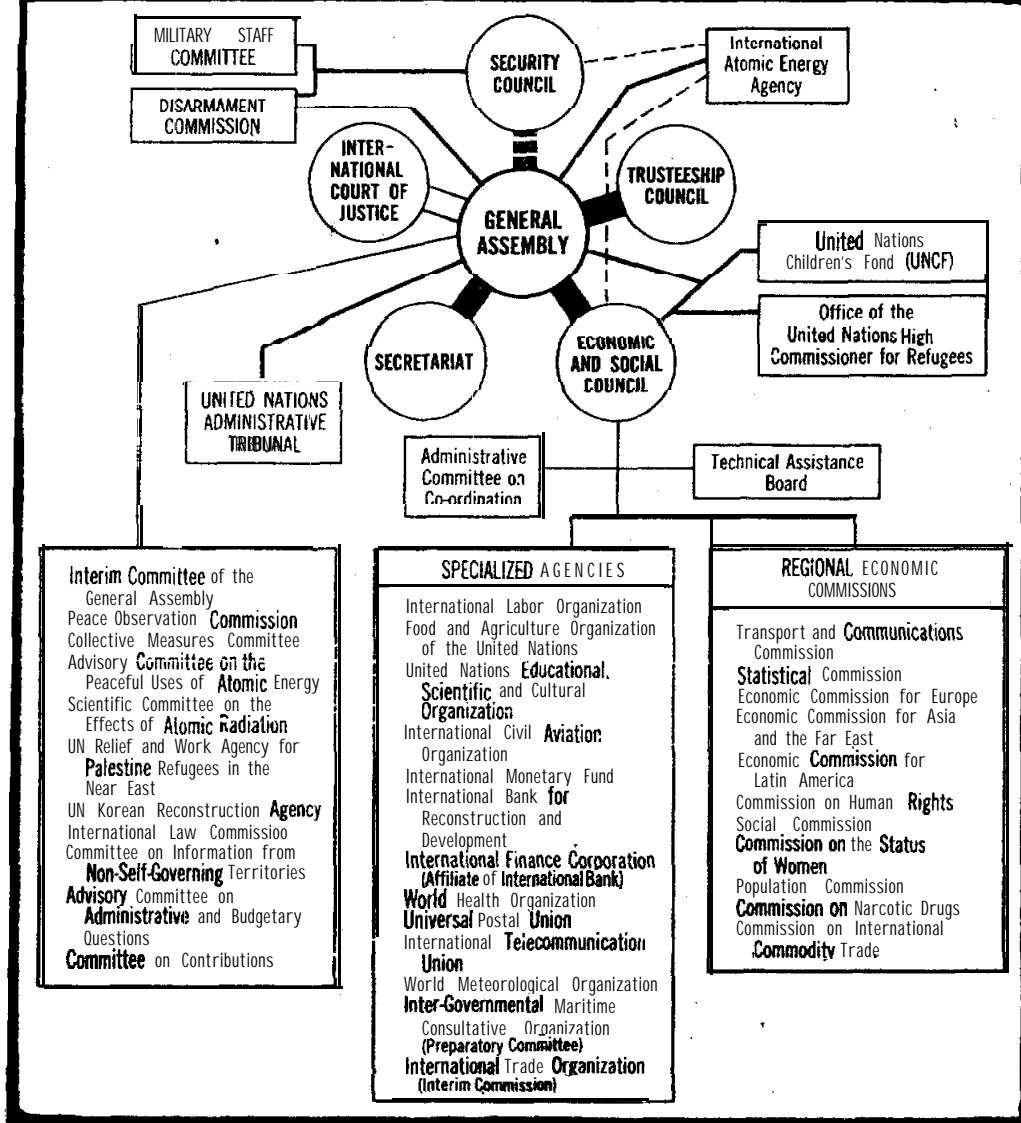 MILITARY STAFF
COMMITTEE
DISARMAMENT
COMMISSION
SECURITY
COUNCIL
International
Atomic Energy
Agency
INTER-
NATIONAL
COURT OF
JUSTICE
GENERAL
ASSEMBLY
TRUSTEESHIP
COUNCIL
United Nations
Children's Fond (UNCF)
Office of the
United Nations High
Commissioner for Refugees
SECRETARIAT
ECONOMIC
AND SOCIAL
COUNCIL
UNITED NATIONS
ADMINISTRATIVE
TRIBUNAL
Administrative
Committee on
Co-ordination
Technical Assistance
Board
Interim Committee of the
General Assembly
Peace Observation Commission
Collective Measures Committee
Advisory Committee on the
Peaceful Uses of Atomic Energy
Scientific Committee on the
Effects of Atomic Radiation
UN Relief and Work Agency for
Palestine Refugees in the
Near East
UN Korean Reconstruction Agency
International Law Commissioo
Committee on Information from
Non-Self-Governing Territories
Advisory Committee on
Administrative and Budgetary
Questions
Committee on Contributions
SPECIALIZED AGENCIES
International Labor Organization
Food and Agriculture Organization
of the United Nations
United Nations Educational,
Scientific and Cultural
Organization
International Civil Aviation
Organization
International Monetary Fund
International Bank for
Reconstruction and
Development
International Finance Corporation
(Affiliate of International Bank)
World Health Organization
Universal Postal Union
International Telecommunication
Union
World Meteorological Organization
Inter-Governmental Maritime
Consultative Organization
(Preparatory Committee)
International Trade Organization
(Interim Commission)
REGIONAL ECONOMIC
COMMISSIONS
Transport and Communications
Commission
Statistical Commission
Economic Commission for Europe
Economic Commission for Asia
and the Far East
Economic Commission for
Latin America
Commission on Human Rights
Social Commission
Commission on the Status
of Women
Population Commission
Commission on Narcotic Drugs
Commission on International
Commodity Trade